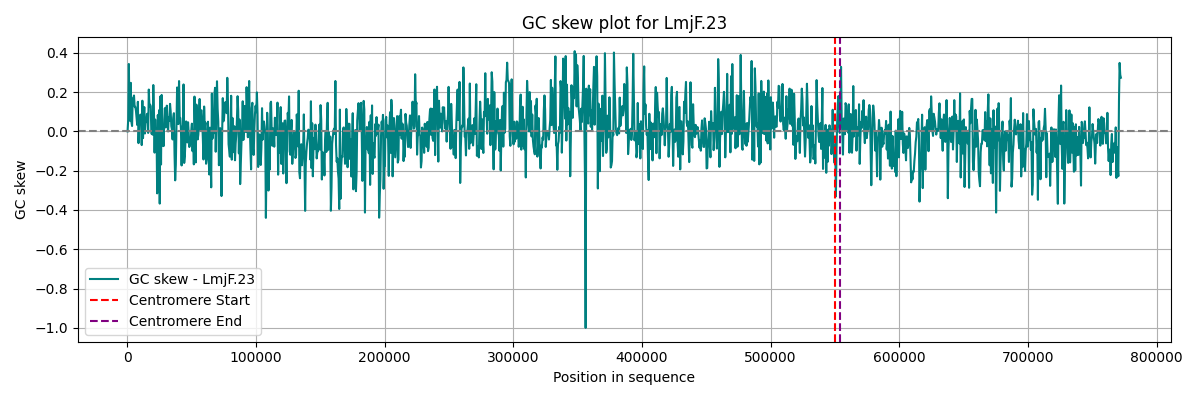 GC skew plot for LmjF.23
GC skew
0.4
0.2
0.0
−0.2
−0.4
−0.6
−0.8
−1.0
GC skew - LmjF.23
Centromere Start
Centromere End
0 100000 200000 300000 400000 500000 600000 700000 800000
Position in sequence